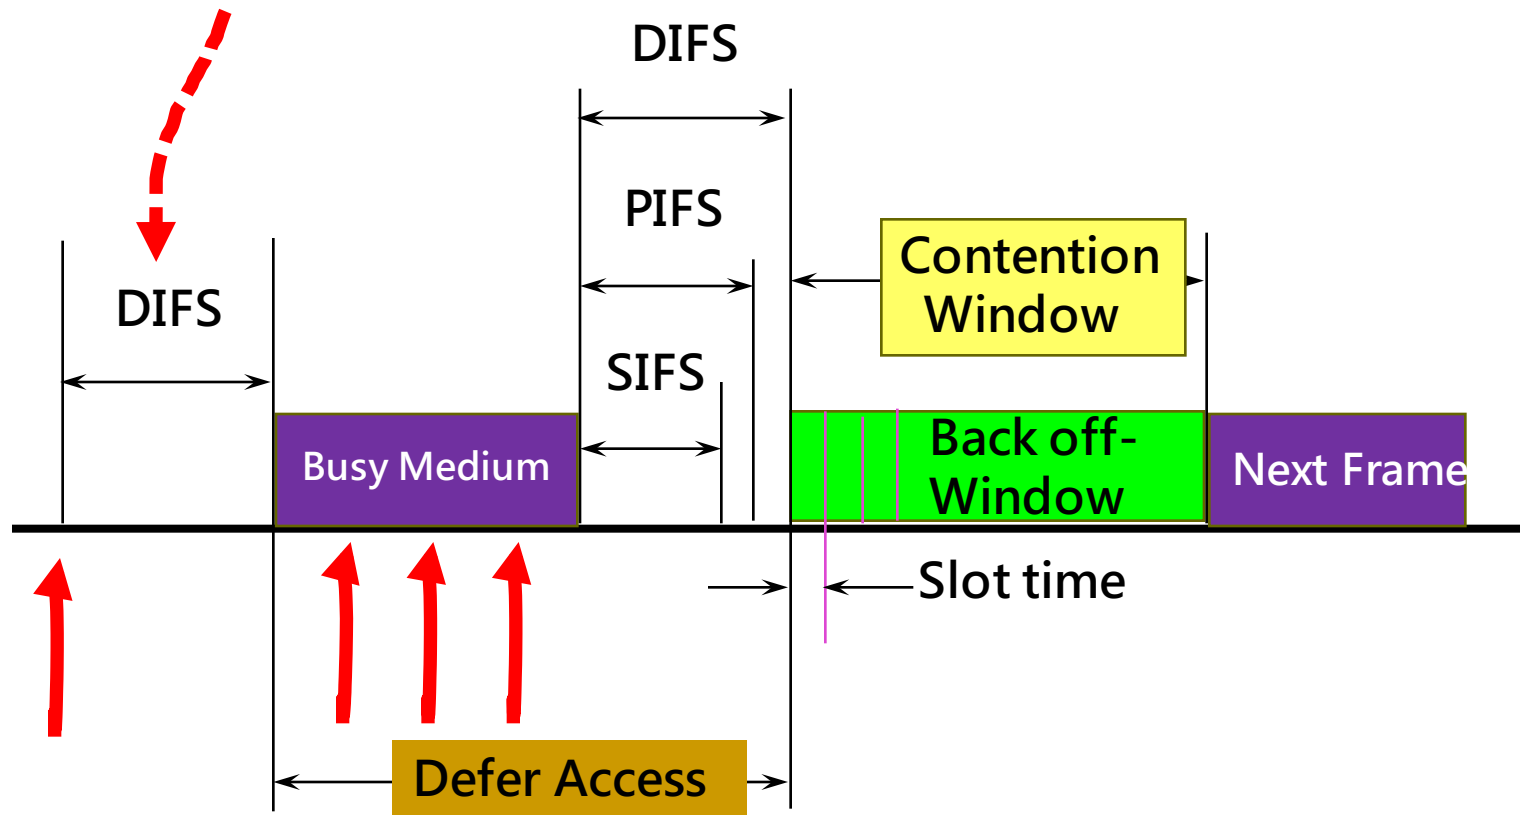 DIFS
PIFS
Contention
Window
DIFS
SIFS
Busy Medium
Back off-
Window
Next Frame
Slot time
Defer Access